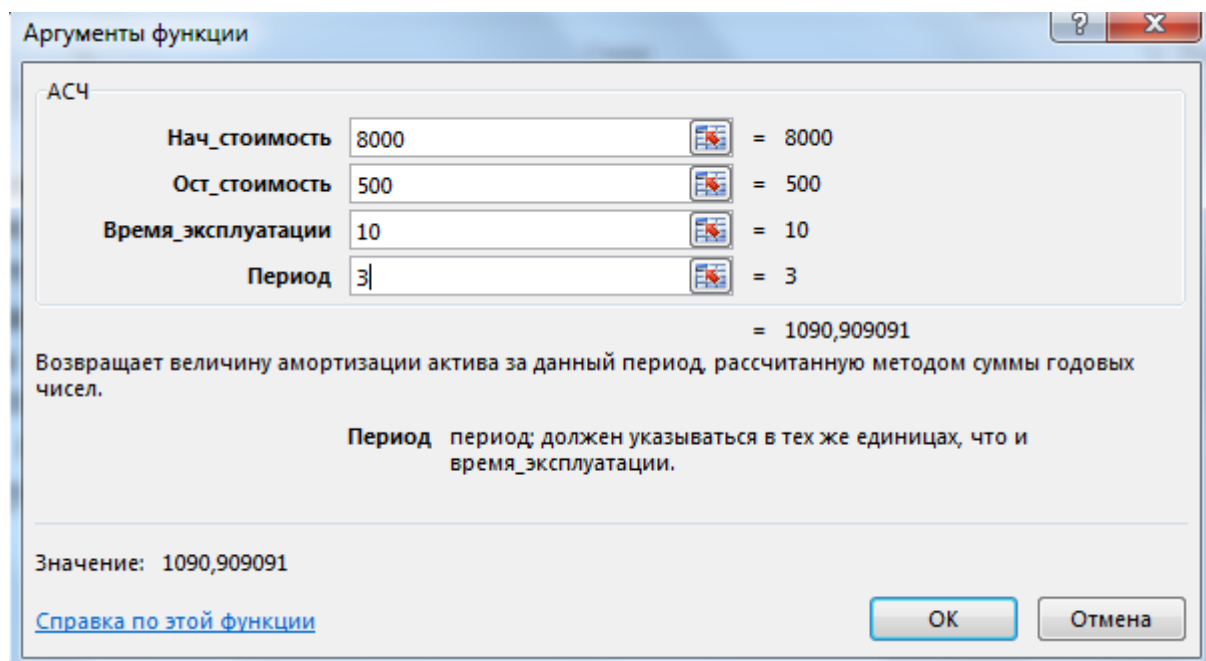 Аргументы функции
?
X
АСЧ
Нач_стоимость 8000 = 8000
Ост_стоимость 500 = 500
Время_эксплуатации 10 = 10
Период 3 = 3
= 1090,909091
Возвращает величину амортизации актива за данный период, рассчитанную методом суммы годовых
чисел.
Период период; должен указываться в тех же единицах, что и
время_эксплуатации.
Значение: 1090,909091
Справка по этой функции
ОК
Отмена